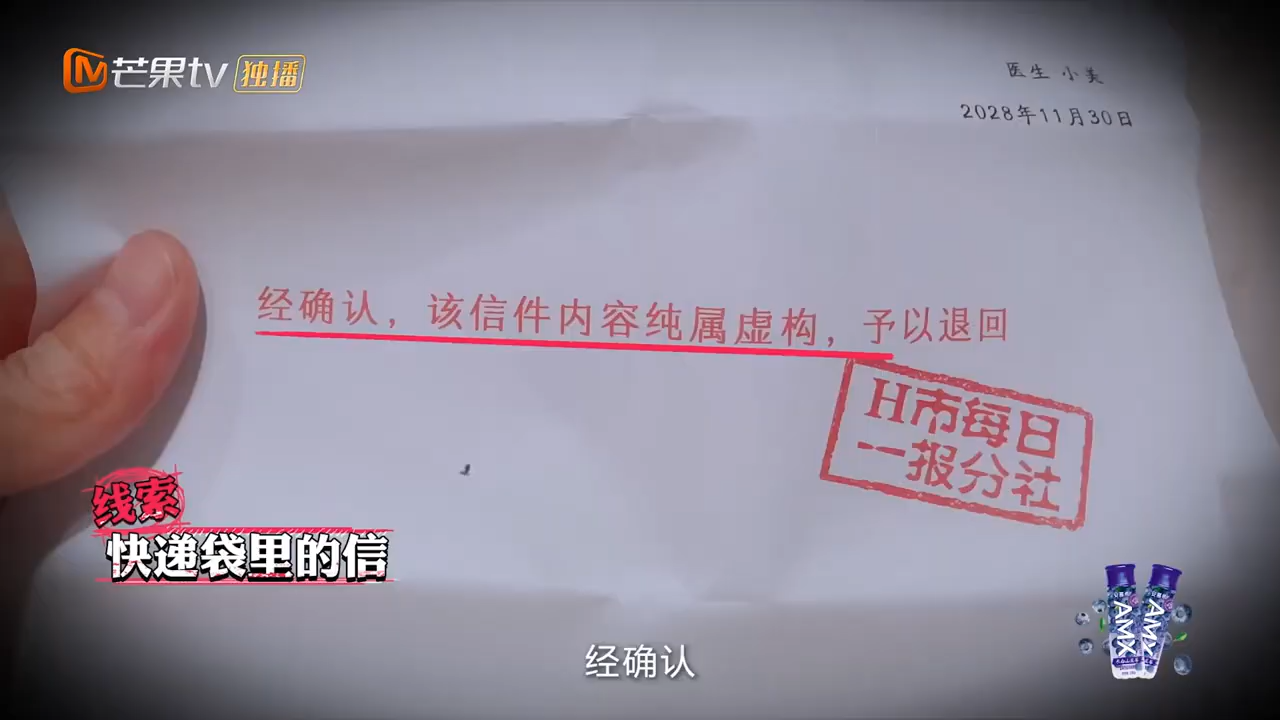 芒果tv 独播
医生 小美
2028年11月30日
经确认，该信件内容纯属虚构，予以退回
H市每日
一报分社
线索
快递袋里的信
AMX
AMX
经确认